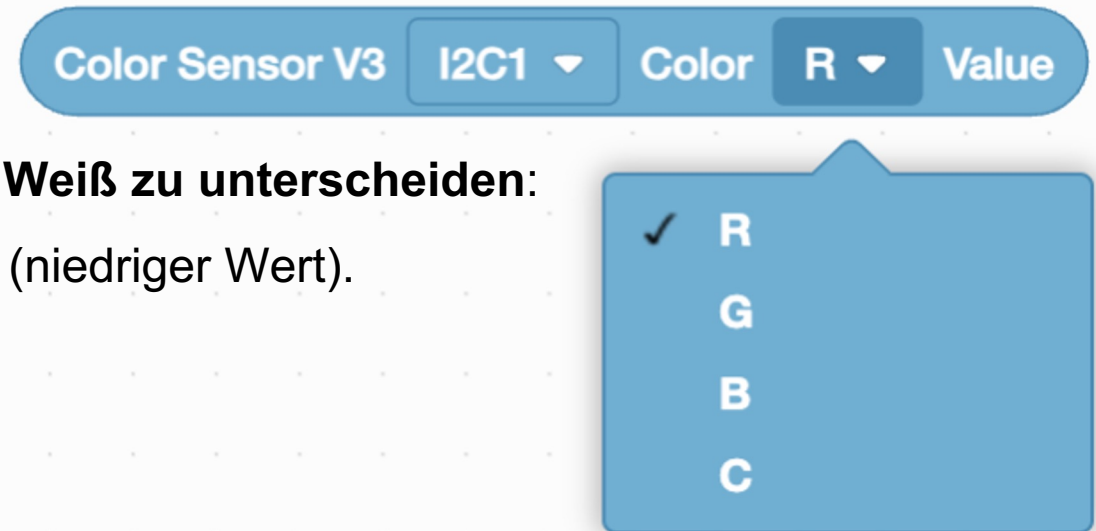 Color Sensor V3 I2C1 Color R Value
Weiß zu unterscheiden:
(niedriger Wert).
✓ R
G
B
C